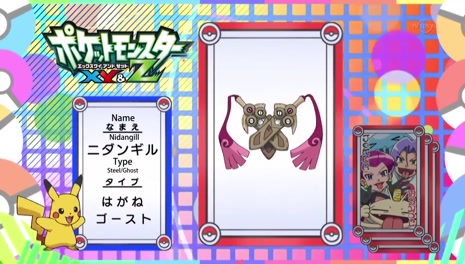 ポケットモンスター
エックスワイアンドゼット
XY&Z
Name
なまえ
Nidangill
ニダンギル
Type
Steel/Ghost
タイプ
はがね
ゴースト